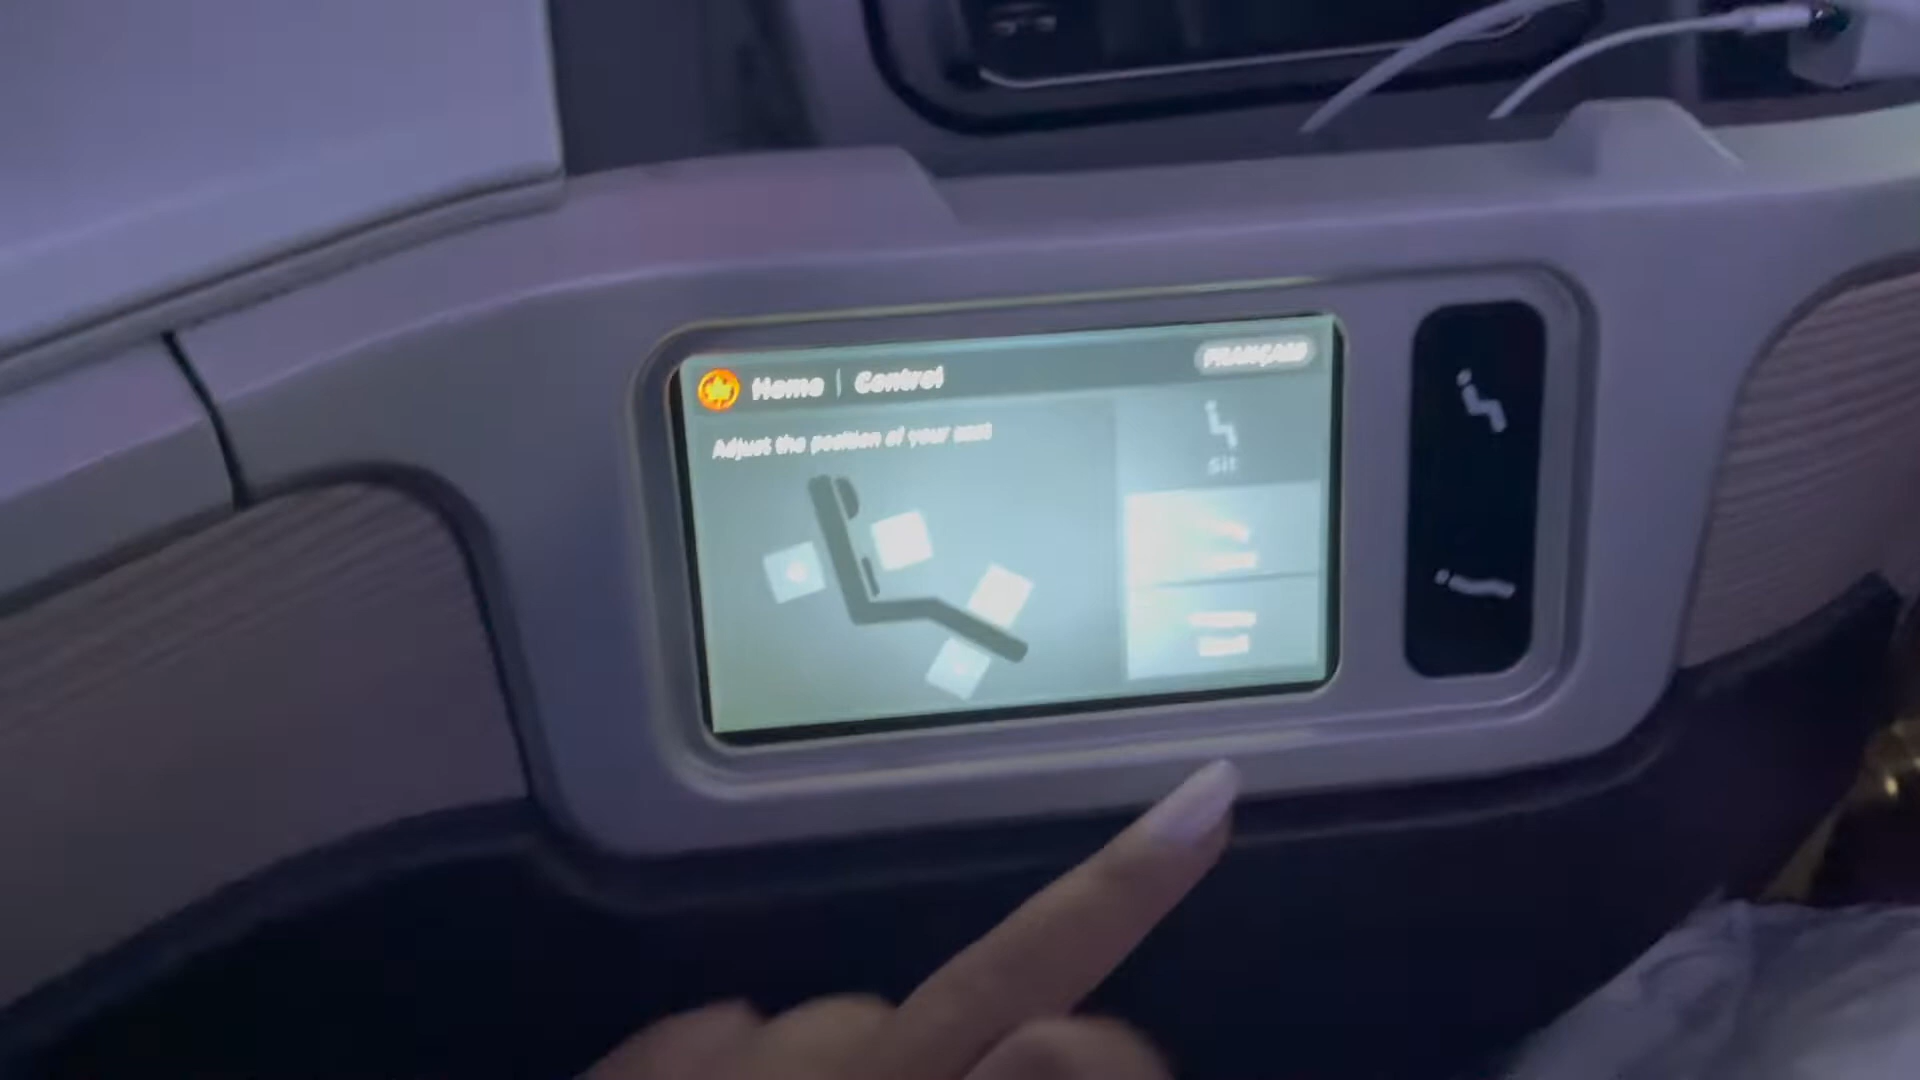 Home | Control
FRANÇAIS
Adjust the position of your seat
Sit